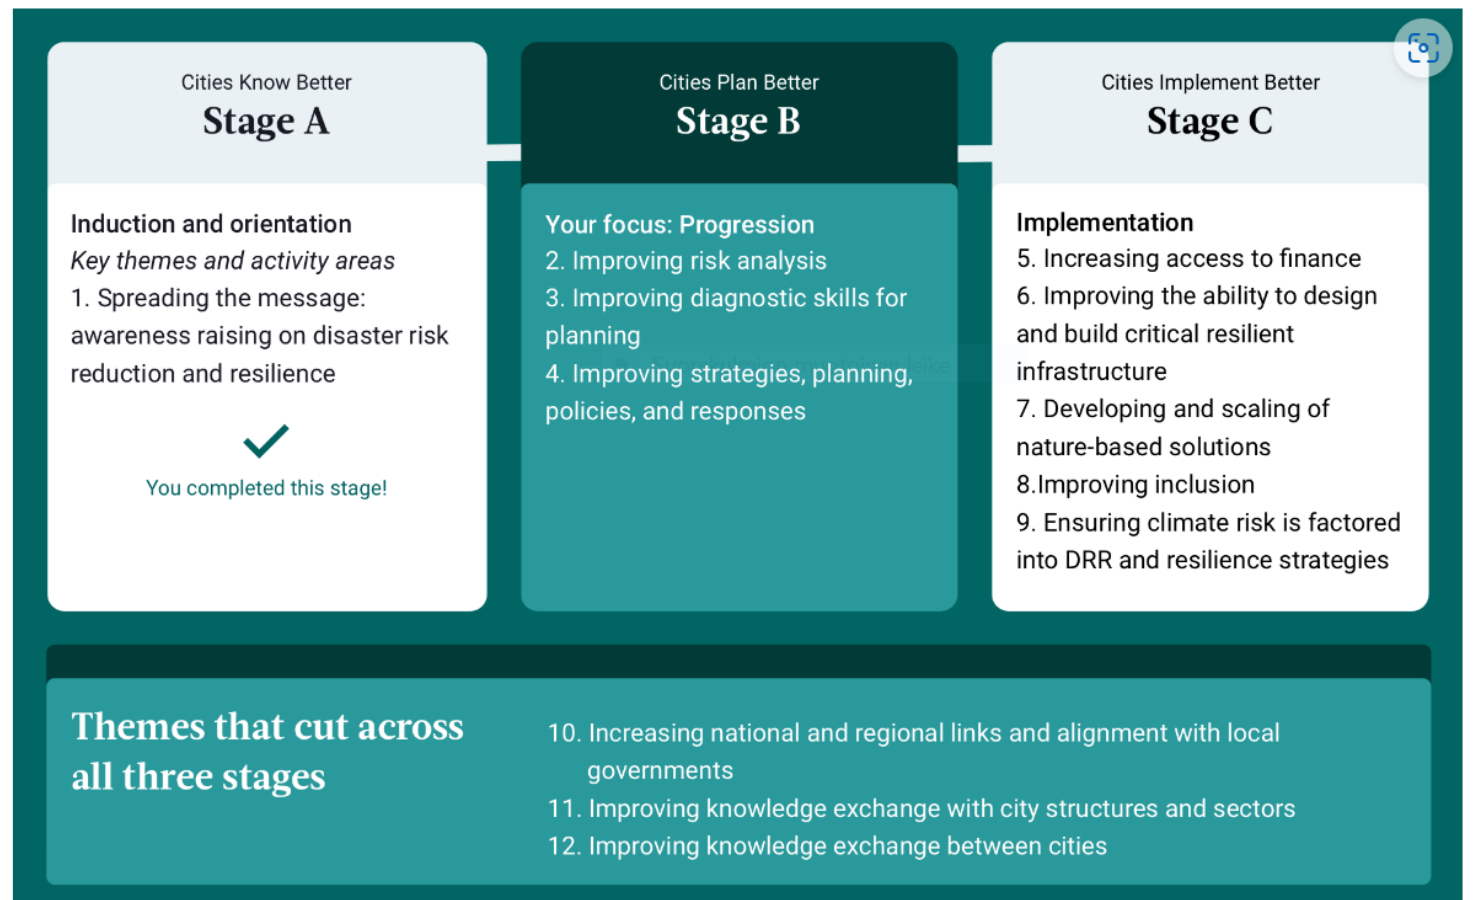 Cities Know Better
Stage A
Induction and orientation
Key themes and activity areas
1. Spreading the message:
awareness raising on disaster risk
reduction and resilience
You completed this stage!
Cities Plan Better
Stage B
Your focus: Progression
2. Improving risk analysis
3. Improving diagnostic skills for
planning
4. Improving strategies, planning,
policies, and responses
Cities Implement Better
Stage C
Implementation
5. Increasing access to finance
6. Improving the ability to design
and build critical resilient
infrastructure
7. Developing and scaling of
nature-based solutions
8.Improving inclusion
9. Ensuring climate risk is factored
into DRR and resilience strategies
Themes that cut across
all three stages
10. Increasing national and regional links and alignment with local
governments
11. Improving knowledge exchange with city structures and sectors
12. Improving knowledge exchange between cities